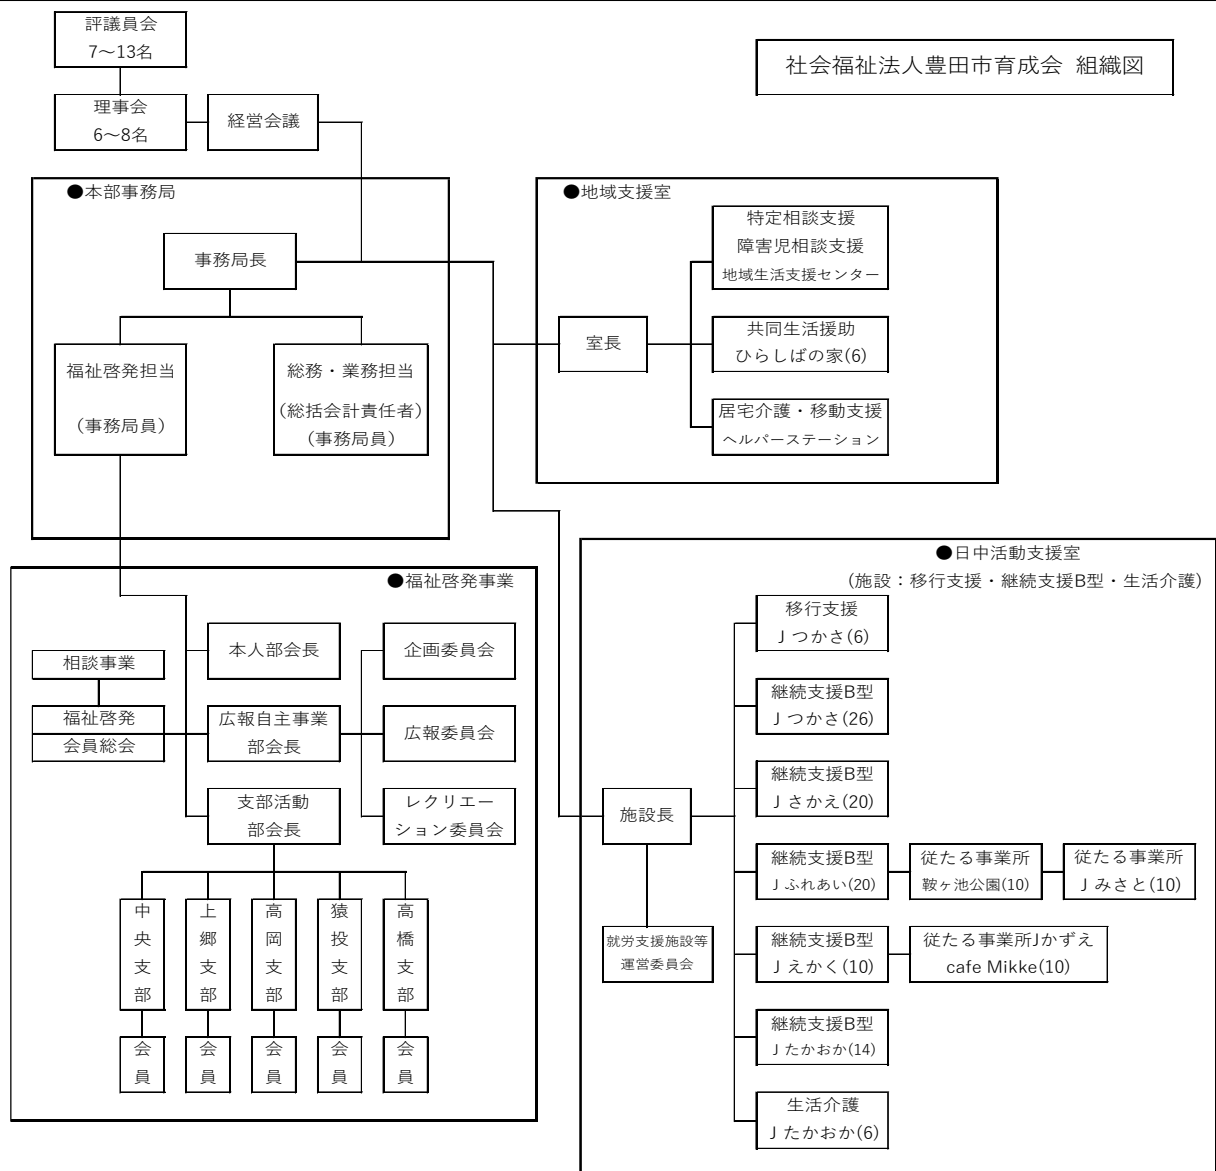 評議員会
7～13名
社会福祉法人豊田市育成会 組織図
理事会
6～8名
経営会議
●本部事務局
事務局長
福祉啓発担当
（事務局員）
総務・業務担当
（総括会計責任者）
（事務局員）
●地域支援室
室長
特定相談支援
障害児相談支援
地域生活支援センター
共同生活援助
ひらしばの家(6)
居宅介護・移動支援
ヘルパーステーション
●福祉啓発事業
相談事業
福祉啓発
会員総会
本人部会長
広報自主事業
部会長
支部活動
部会長
企画委員会
広報委員会
レクリエー
ション委員会
中央支部
上郷支部
高岡支部
猿投支部
高橋支部
会員
会員
会員
会員
会員
●日中活動支援室
（施設：移行支援・継続支援B型・生活介護）
施設長
就労支援施設等
運営委員会
移行支援
Ｊつかさ(6)
継続支援B型
Ｊつかさ(26)
継続支援B型
Ｊさかえ(20)
継続支援B型
Ｊふれあい(20)
従たる事業所
鞍ヶ池公園(10)
従たる事業所
Ｊみさと(10)
継続支援B型
Ｊえかく(10)
従たる事業所Jかずえ
cafe Mikke(10)
継続支援B型
Ｊたかおか(14)
生活介護
Ｊたかおか(6)